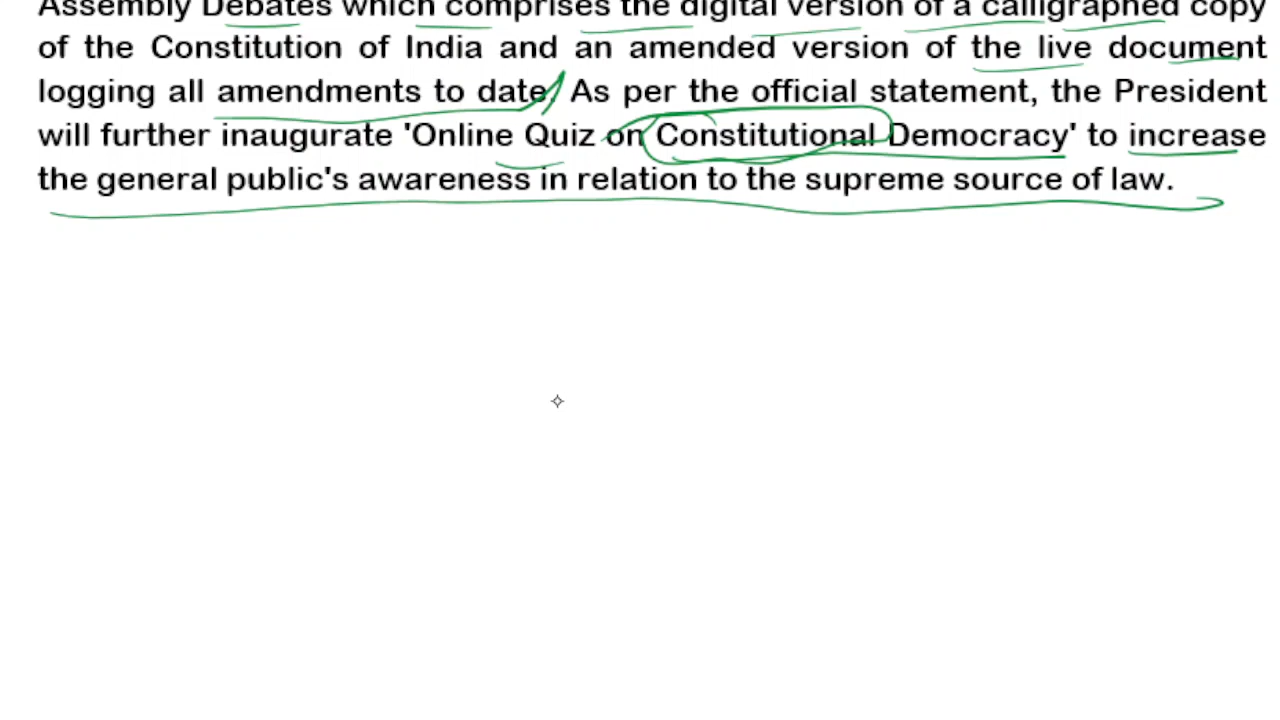 Assembly Debates which comprises the digital version of a calligraphed copy
of the Constitution of India and an amended version of the live document
logging all amendments to date. As per the official statement, the President
will further inaugurate 'Online Quiz on Constitutional Democracy' to increase
the general public's awareness in relation to the supreme source of law.